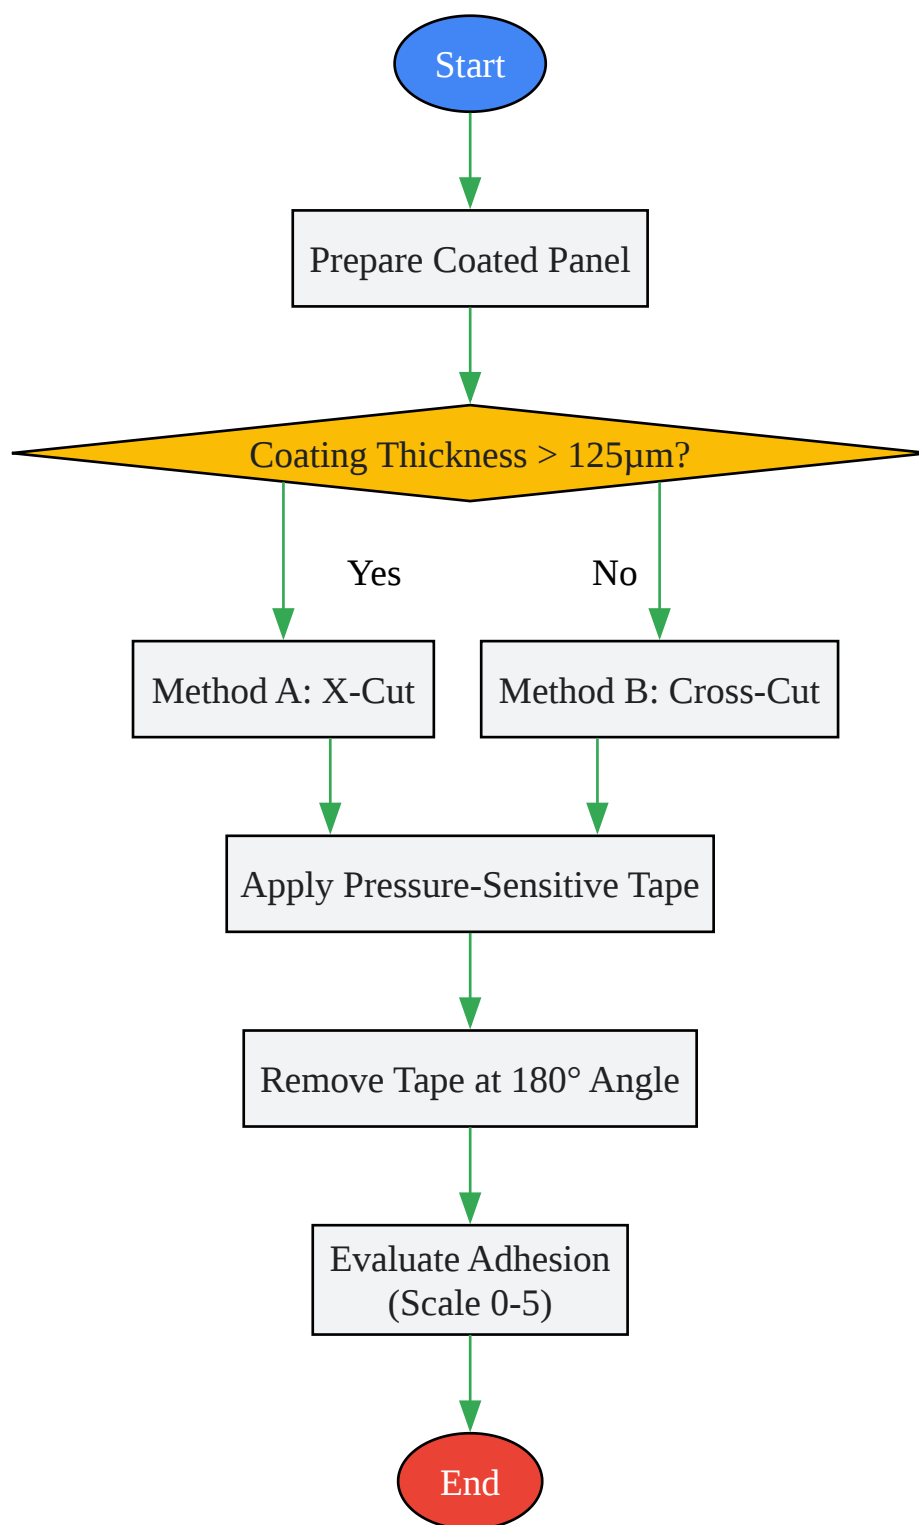 Start
Prepare Coated Panel
Coating Thickness > 125µm?
Yes
No
Method A: X-Cut
Method B: Cross-Cut
Apply Pressure-Sensitive Tape
Remove Tape at 180° Angle
Evaluate Adhesion
(Scale 0-5)
End